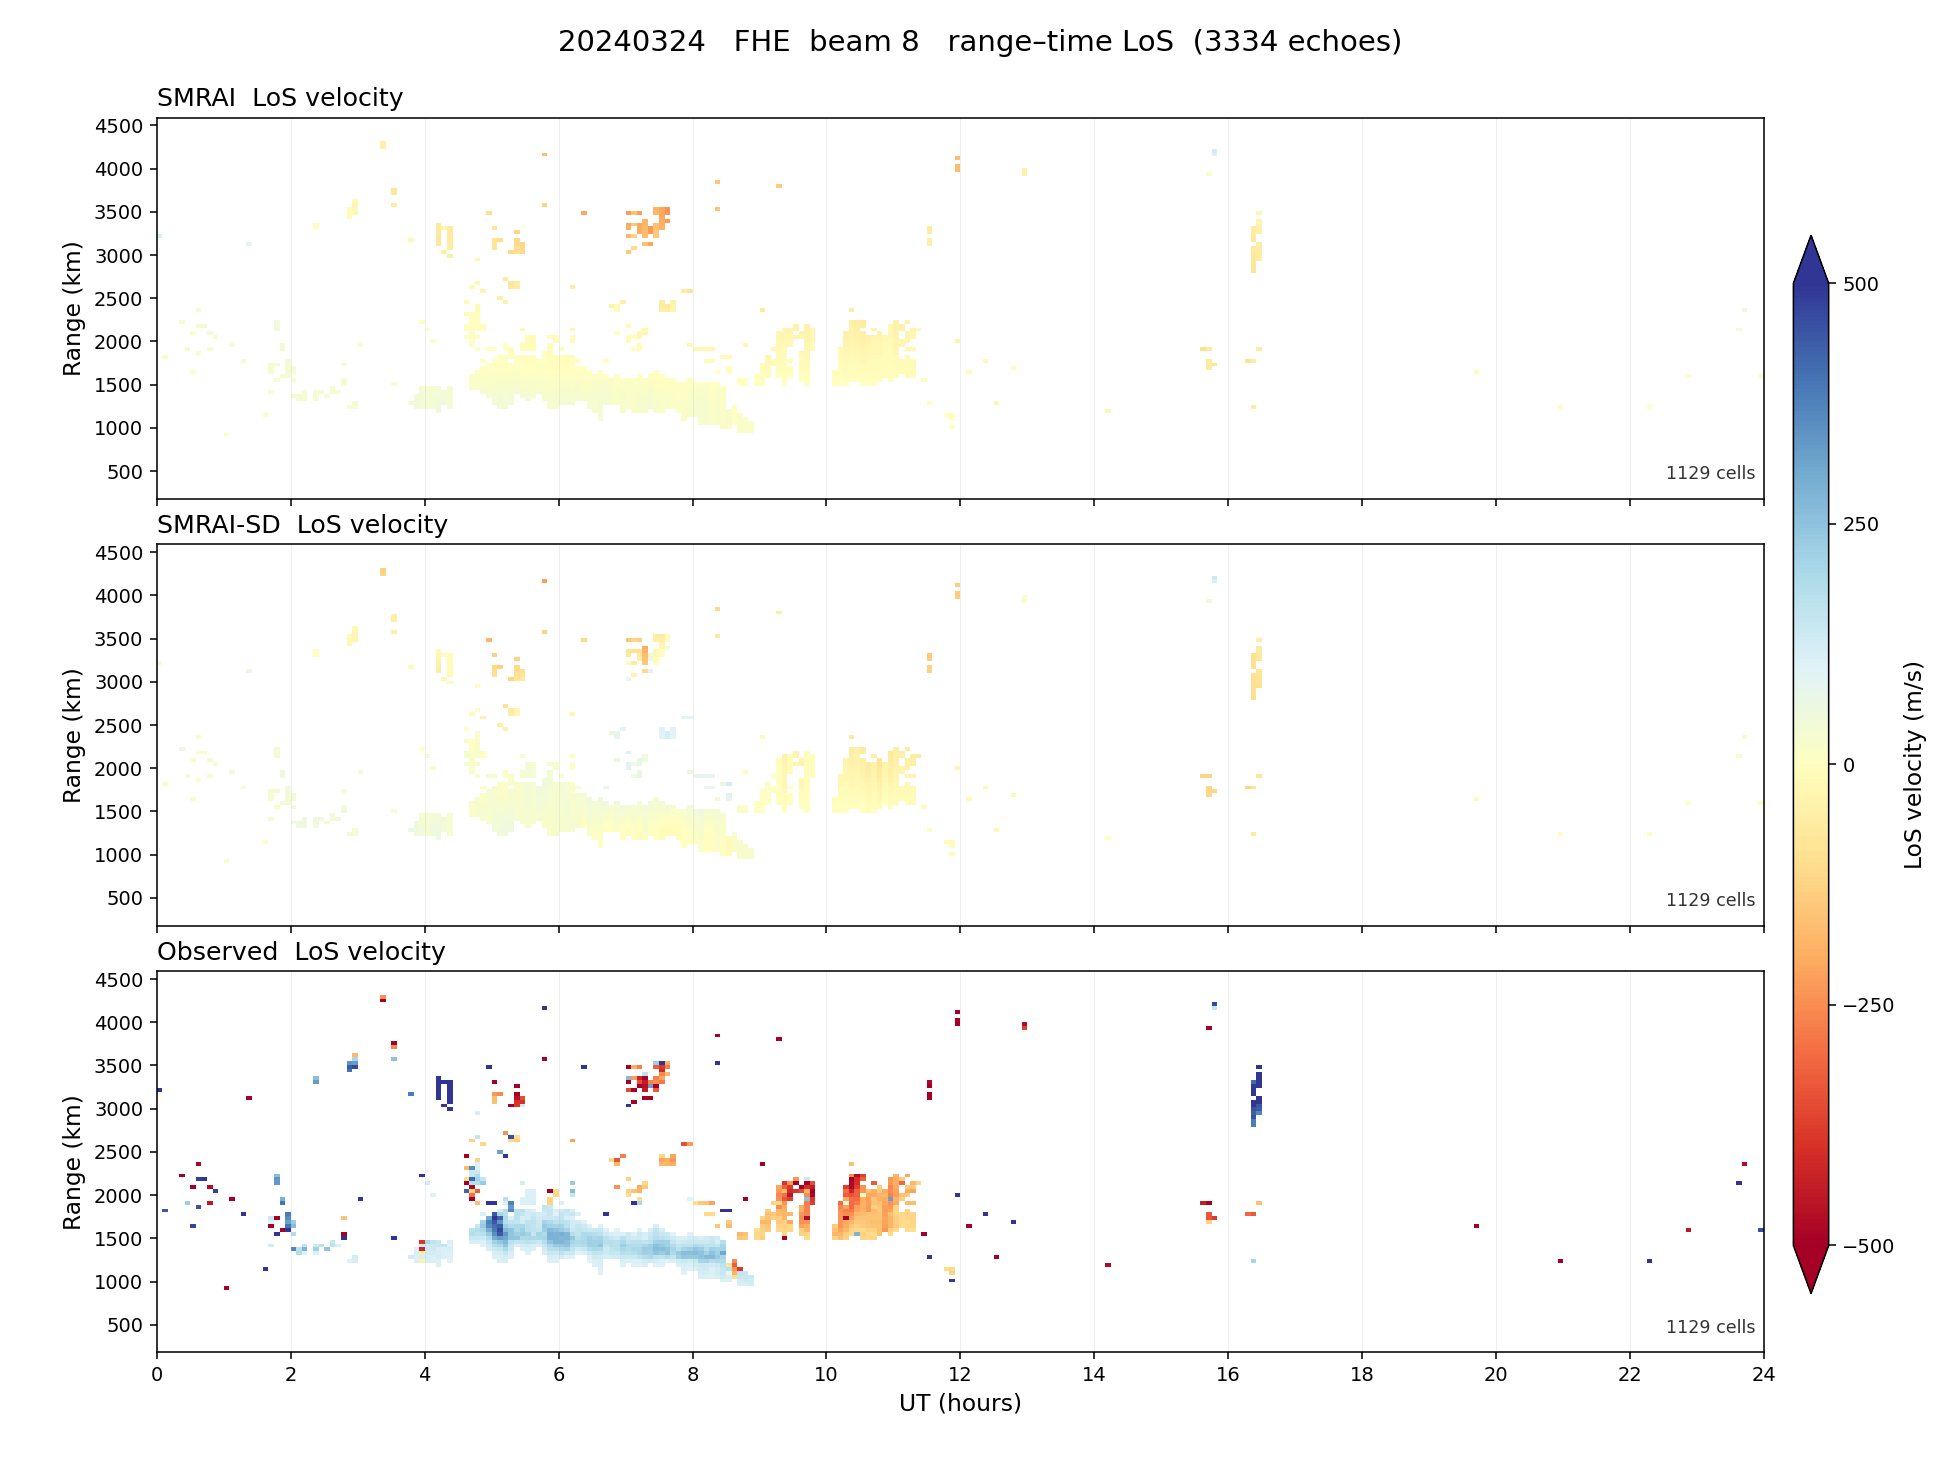 20240324   FHE  beam 8   range–time LoS  (3334 echoes)
SMRAI  LoS velocity
4500
4000
3500
3000
2500
2000
1500
1000
500
Range (km)
1129 cells
SMRAI-SD  LoS velocity
4500
4000
3500
3000
2500
2000
1500
1000
500
Range (km)
1129 cells
Observed  LoS velocity
4500
4000
3500
3000
2500
2000
1500
1000
500
Range (km)
1129 cells
0 2 4 6 8 10 12 14 16 18 20 22 24
UT (hours)
500
250
0
−250
−500
LoS velocity (m/s)